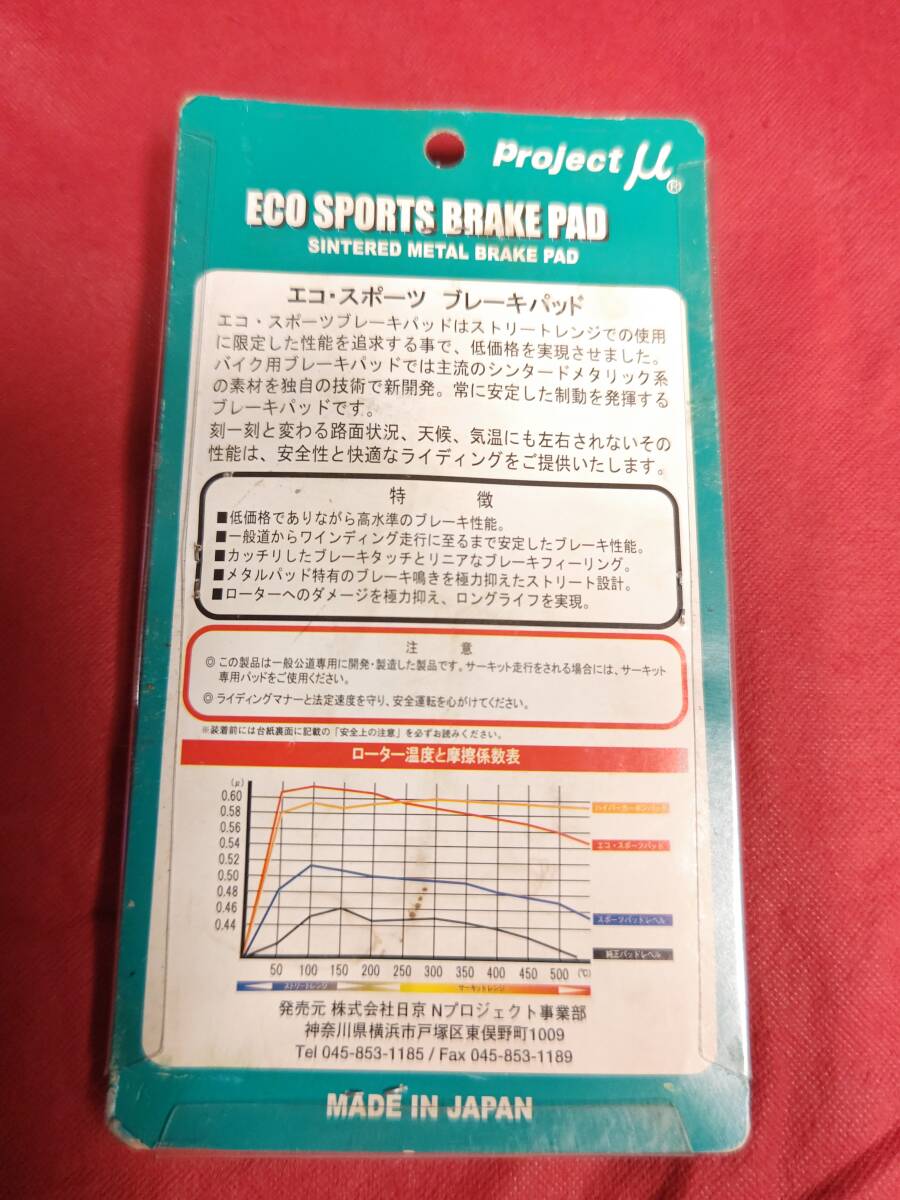 Project μ®
ECO SPORTS BRAKE PAD
SINTERED METAL BRAKE PAD
エコ・スポーツ ブレーキパッド
エコ・スポーツブレーキパッドはストリートレンジでの使用
に限定した性能を追求する事で、低価格を実現させました。
バイク用ブレーキパッドでは主流のシンタードメタリック系
の素材を独自の技術で新開発。常に安定した制動を発揮する
ブレーキパッドです。
刻一刻と変わる路面状況、天候、気温にも左右されないその
性能は、安全性と快適なライディングをご提供いたします。
特 徴
■低価格でありながら高水準のブレーキ性能。
■一般道からワインディング走行に至るまで安定したブレーキ性能。
■カッチリしたブレーキタッチとリニアなブレーキフィーリング。
■メタルパッド特有のブレーキ鳴きを極力抑えたストリート設計。
■ローターへのダメージを極力抑え、ロングライフを実現。
注 意
◎この製品は一般公道専用に開発・製造した製品です。サーキット走行をされる場合には、サーキット
専用パッドをご使用ください。
◎ライディングマナーと法定速度を守り、安全運転を心がけてください。
※装着前には台紙裏面に記載の「安全上の注意」を必ずお読みください。
ローター温度と摩擦係数表
(μ)
0.60
0.58
0.56
0.54
0.52
0.50
0.48
0.46
0.44
ハイパーカーボンパッド
エコ・スポーツパッド
スポーツパッドレベル
純正パッドレベル
50 100 150 200 250 300 350 400 450 500 (℃)
ストリートレンジ サーキットレンジ
発売元 株式会社日京 Nプロジェクト事業部
神奈川県横浜市戸塚区東俣野町1009
Tel 045-853-1185 / Fax 045-853-1189
MADE IN JAPAN